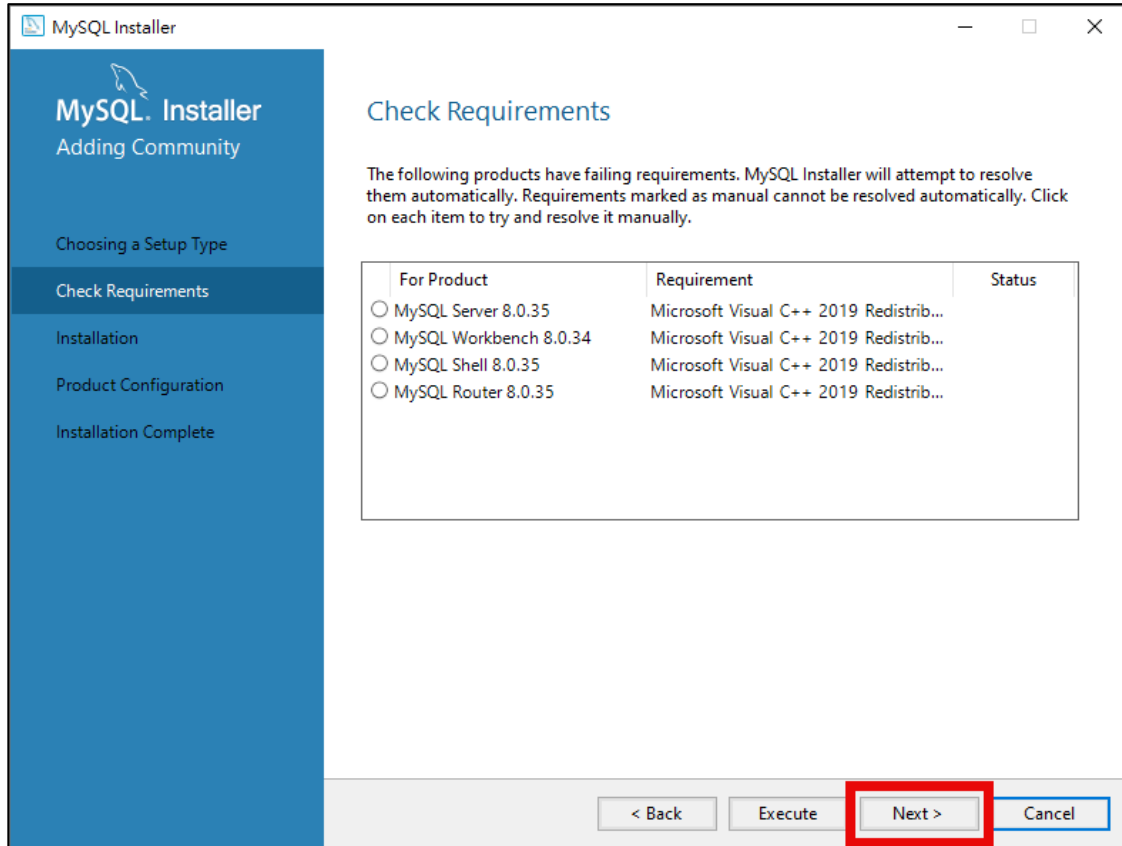 MySQL Installer
MySQL. Installer
Adding Community
Choosing a Setup Type
Check Requirements
Installation
Product Configuration
Installation Complete
Check Requirements
The following products have failing requirements. MySQL Installer will attempt to resolve
them automatically. Requirements marked as manual cannot be resolved automatically. Click
on each item to try and resolve it manually.
For Product Requirement Status
MySQL Server 8.0.35 Microsoft Visual C++ 2019 Redistrib...
MySQL Workbench 8.0.34 Microsoft Visual C++ 2019 Redistrib...
MySQL Shell 8.0.35 Microsoft Visual C++ 2019 Redistrib...
MySQL Router 8.0.35 Microsoft Visual C++ 2019 Redistrib...
< Back Execute Next > Cancel